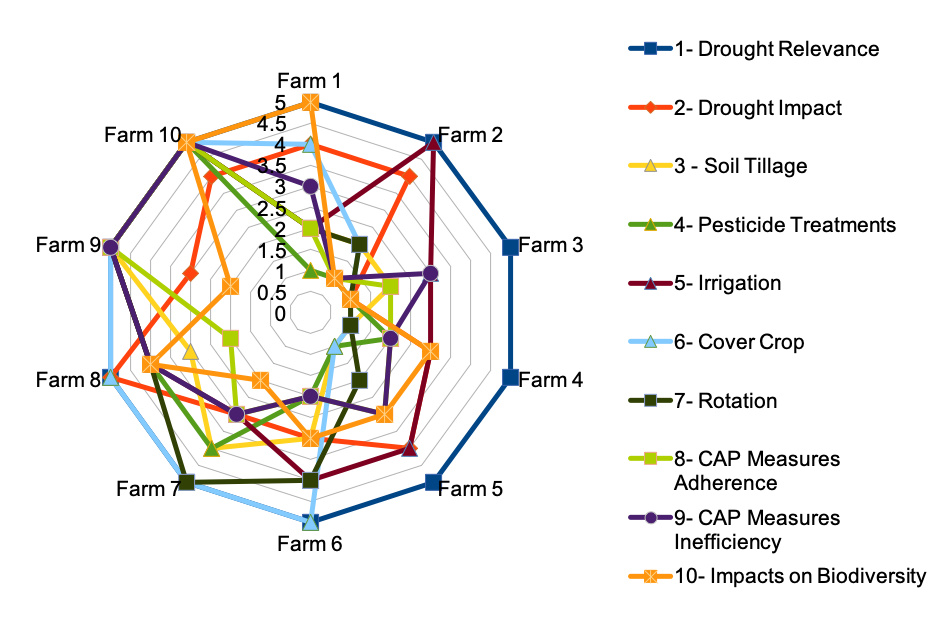 Farm 1
5
4.5
4
3.5
3
2.5
2
1.5
1
0.5
0
Farm 2
Farm 3
Farm 4
Farm 5
Farm 6
Farm 7
Farm 8
Farm 9
Farm 10
1- Drought Relevance
2- Drought Impact
3 - Soil Tillage
4- Pesticide Treatments
5- Irrigation
6- Cover Crop
7- Rotation
8- CAP Measures
Adherence
9- CAP Measures
Inefficiency
10- Impacts on Biodiversity